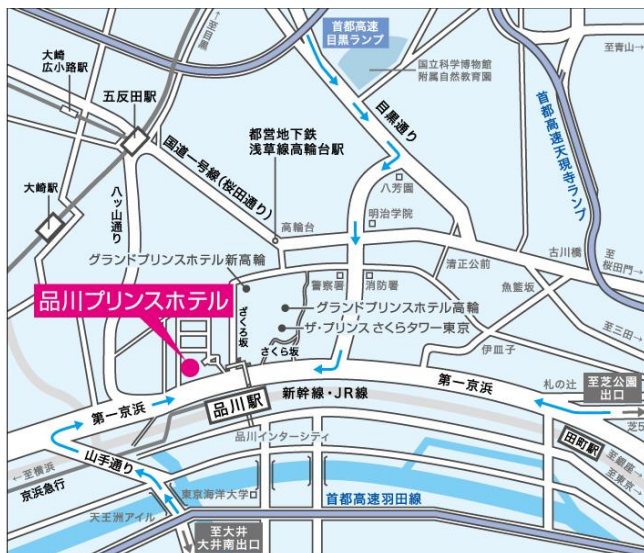 ←至目黒
首都高速
目黒ランプ
至青山→
国立科学博物館
附属自然教育園
大崎
広小路駅
五反田駅
目黒通り
首都高速天現寺ランプ
都営地下鉄
浅草線高輪台駅
国道一号線(桜田通り)
八ッ山通り
大崎駅
八芳園
明治学院
高輪台
古川橋
至
桜田門→
清正公前
魚籃坂
グランドプリンスホテル新高輪
警察署
消防署
至三田→
品川プリンスホテル
グランドプリンスホテル高輪
ザ・プリンス さくらタワー東京
ざくろ坂
さくら坂
伊皿子
札の辻
至芝公園
出口
第一京浜
新幹線・JR線
第一京浜
品川駅
芝5
田町駅
品川インターシティ
山手通り
←至横浜
京浜急行
至銀座→
至東京→
東京海洋大学
首都高速羽田線
天王洲アイル
至大井
大井南出口